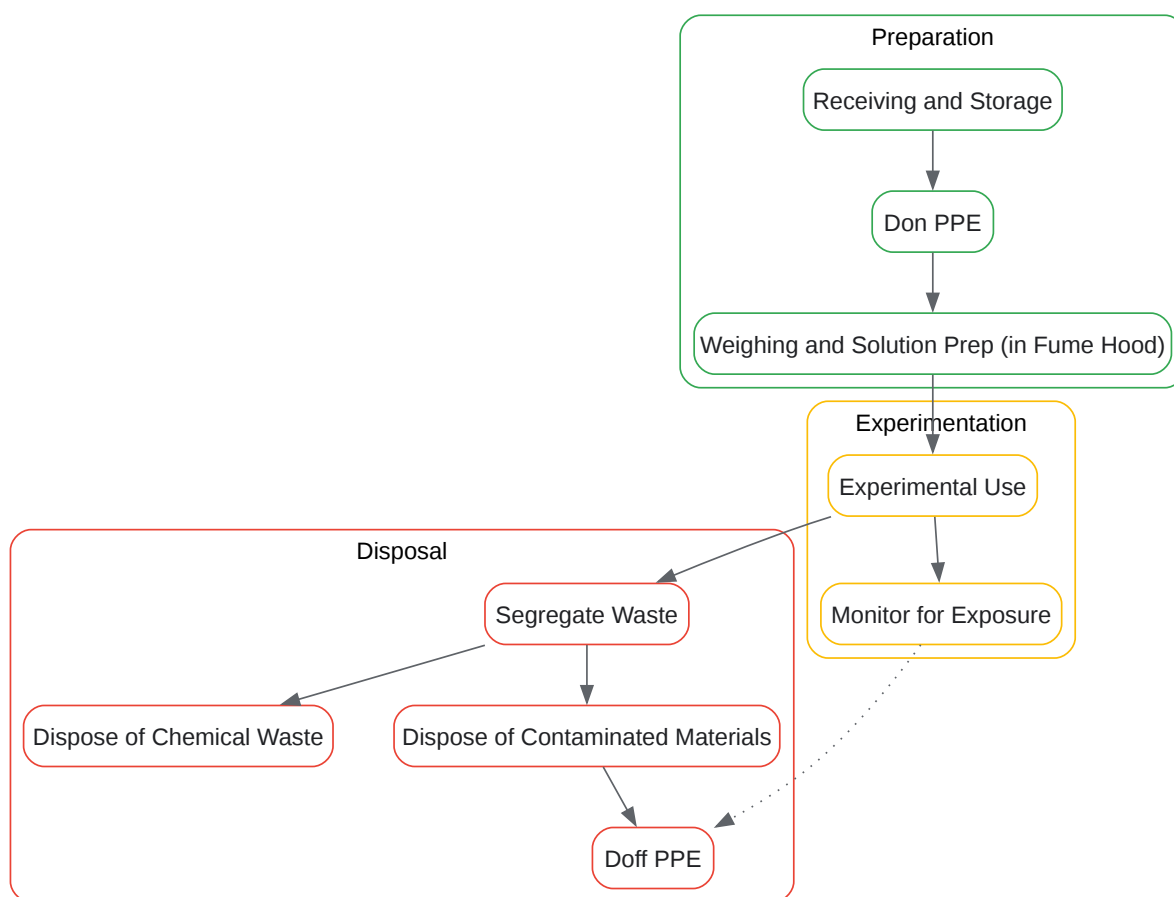 Preparation
Receiving and Storage
Don PPE
Weighing and Solution Prep (in Fume Hood)
Experimentation
Experimental Use
Disposal
Segregate Waste
Monitor for Exposure
Dispose of Chemical Waste
Dispose of Contaminated Materials
Doff PPE